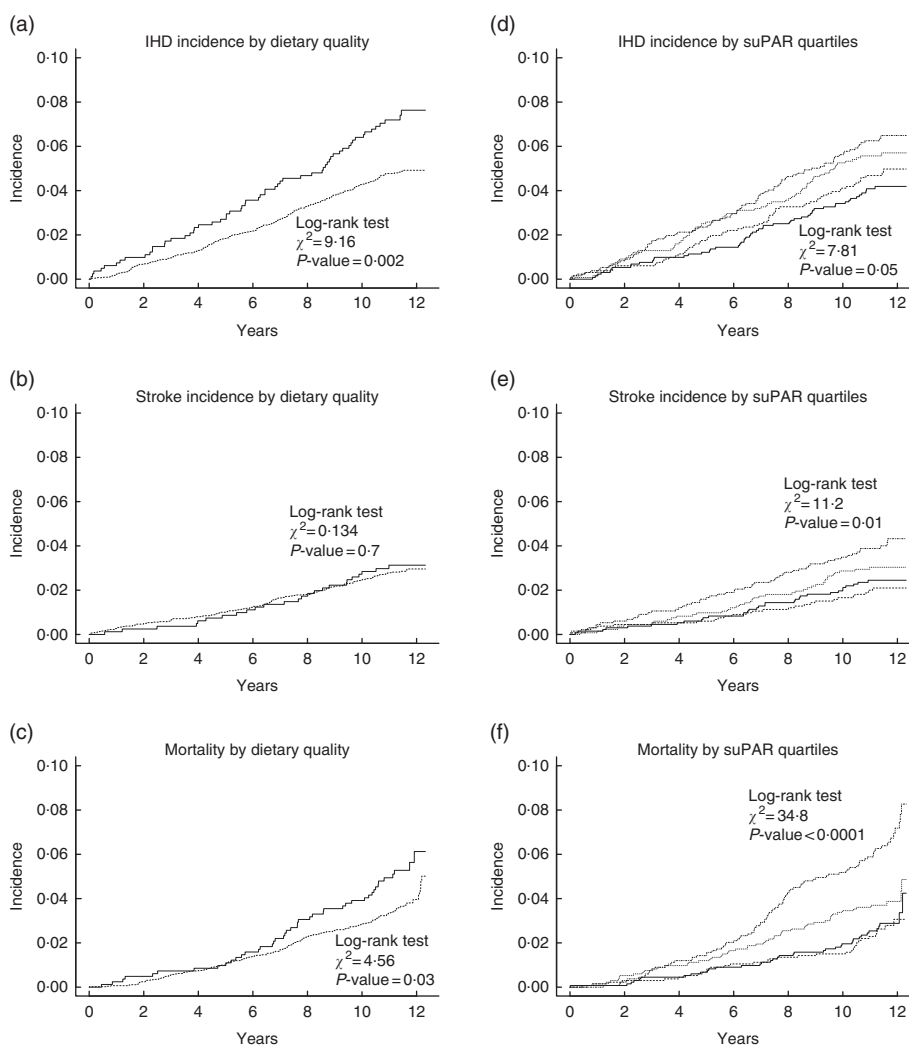 (a)
IHD incidence by dietary quality
0·10
0·08
0·06
0·04
0·02
0·00
Incidence
Log-rank test
χ²=9·16
P-value=0·002
0 2 4 6 8 10 12
Years
(b)
Stroke incidence by dietary quality
0·10
0·08
0·06
0·04
0·02
0·00
Incidence
Log-rank test
χ²=0·134
P-value=0·7
0 2 4 6 8 10 12
Years
(c)
Mortality by dietary quality
0·10
0·08
0·06
0·04
0·02
0·00
Incidence
Log-rank test
χ²=4·56
P-value=0·03
0 2 4 6 8 10 12
Years
(d)
IHD incidence by suPAR quartiles
0·10
0·08
0·06
0·04
0·02
0·00
Incidence
Log-rank test
χ²=7·81
P-value=0·05
0 2 4 6 8 10 12
Years
(e)
Stroke incidence by suPAR quartiles
0·10
0·08
0·06
0·04
0·02
0·00
Incidence
Log-rank test
χ²=11·2
P-value=0·01
0 2 4 6 8 10 12
Years
(f)
Mortality by suPAR quartiles
0·10
0·08
0·06
0·04
0·02
0·00
Incidence
Log-rank test
χ²=34·8
P-value<0·0001
0 2 4 6 8 10 12
Years